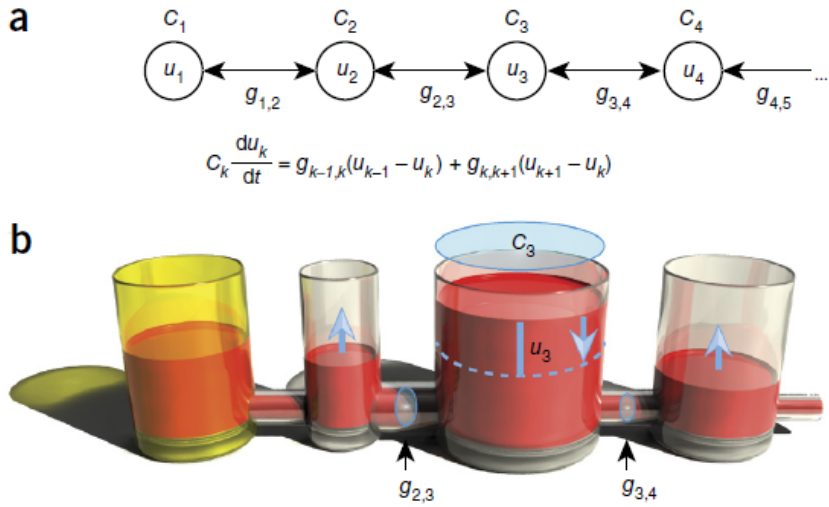 a
C₁ C₂ C₃ C₄
u₁ u₂ u₃ u₄ ...
g₁,₂ g₂,₃ g₃,₄ g₄,₅
Cₖ duₖ/dt = gₖ₋₁,ₖ(uₖ₋₁ – uₖ) + gₖ,ₖ₊₁(uₖ₊₁ – uₖ)
b
C₃
u₃
g₂,₃ g₃,₄